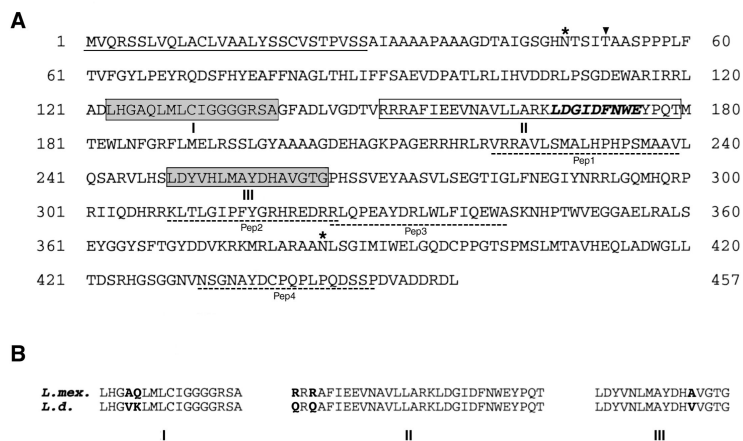 A
* ▼
1 MVQRSSLVQLACLVAALYSSCVSTPVSSAIAAAAPAAAGDTAIGSGHNTSITAASPPPLF 60
61 TVFGYLPEYRQDSFHYEAFFNAGLTHLIFFSAEVDPATLRLIHVDDRLPSGDEWARIRRL 120
121 ADLHGAQLMLCIGGGGRSAGFADLVGDTVRRRAFIEEVNAVLLARKLDGIDFNWEYPQTM 180
I II
181 TEWLNFGRFLMELRSSLGYAAAAGDEHAGKPAGERRHRLRVRRAVLSMALHPHPSMAAVL 240
Pep1
241 QSARVLHSLDYVHLMAYDHAVGTGPHSSVEYAASVLSEGTIGLFNEGIYNRRLGQMHQRP 300
III
301 RIIQDHRRKLTLGIPFYGRHREDRRLQPEAYDRLWLFIQEWASKNHPTWVEGGAELRALS 360
Pep2 Pep3
*
361 EYGGYSFTGYDDVKRKMRLARAANLSGIMIWELGQDCPPGTSPMSLMTAVHEQLADWGLL 420
421 TDSRHGSGGNVNSGNAYDCPQPLPQDSSPDVADDRDL 457
Pep4
B
L.mex. LHGAQLMLCIGGGGRSA RRRAFIEEVNAVLLARKLDGIDFNWEYPQT LDYVNLMAYDHAVGTG
L.d. LHGVKLMLCIGGGGRSA QRQAFIEEVNAVLLARKLDGIDFNWEYPQT LDYVNLMAYDHVVGTG
I II III